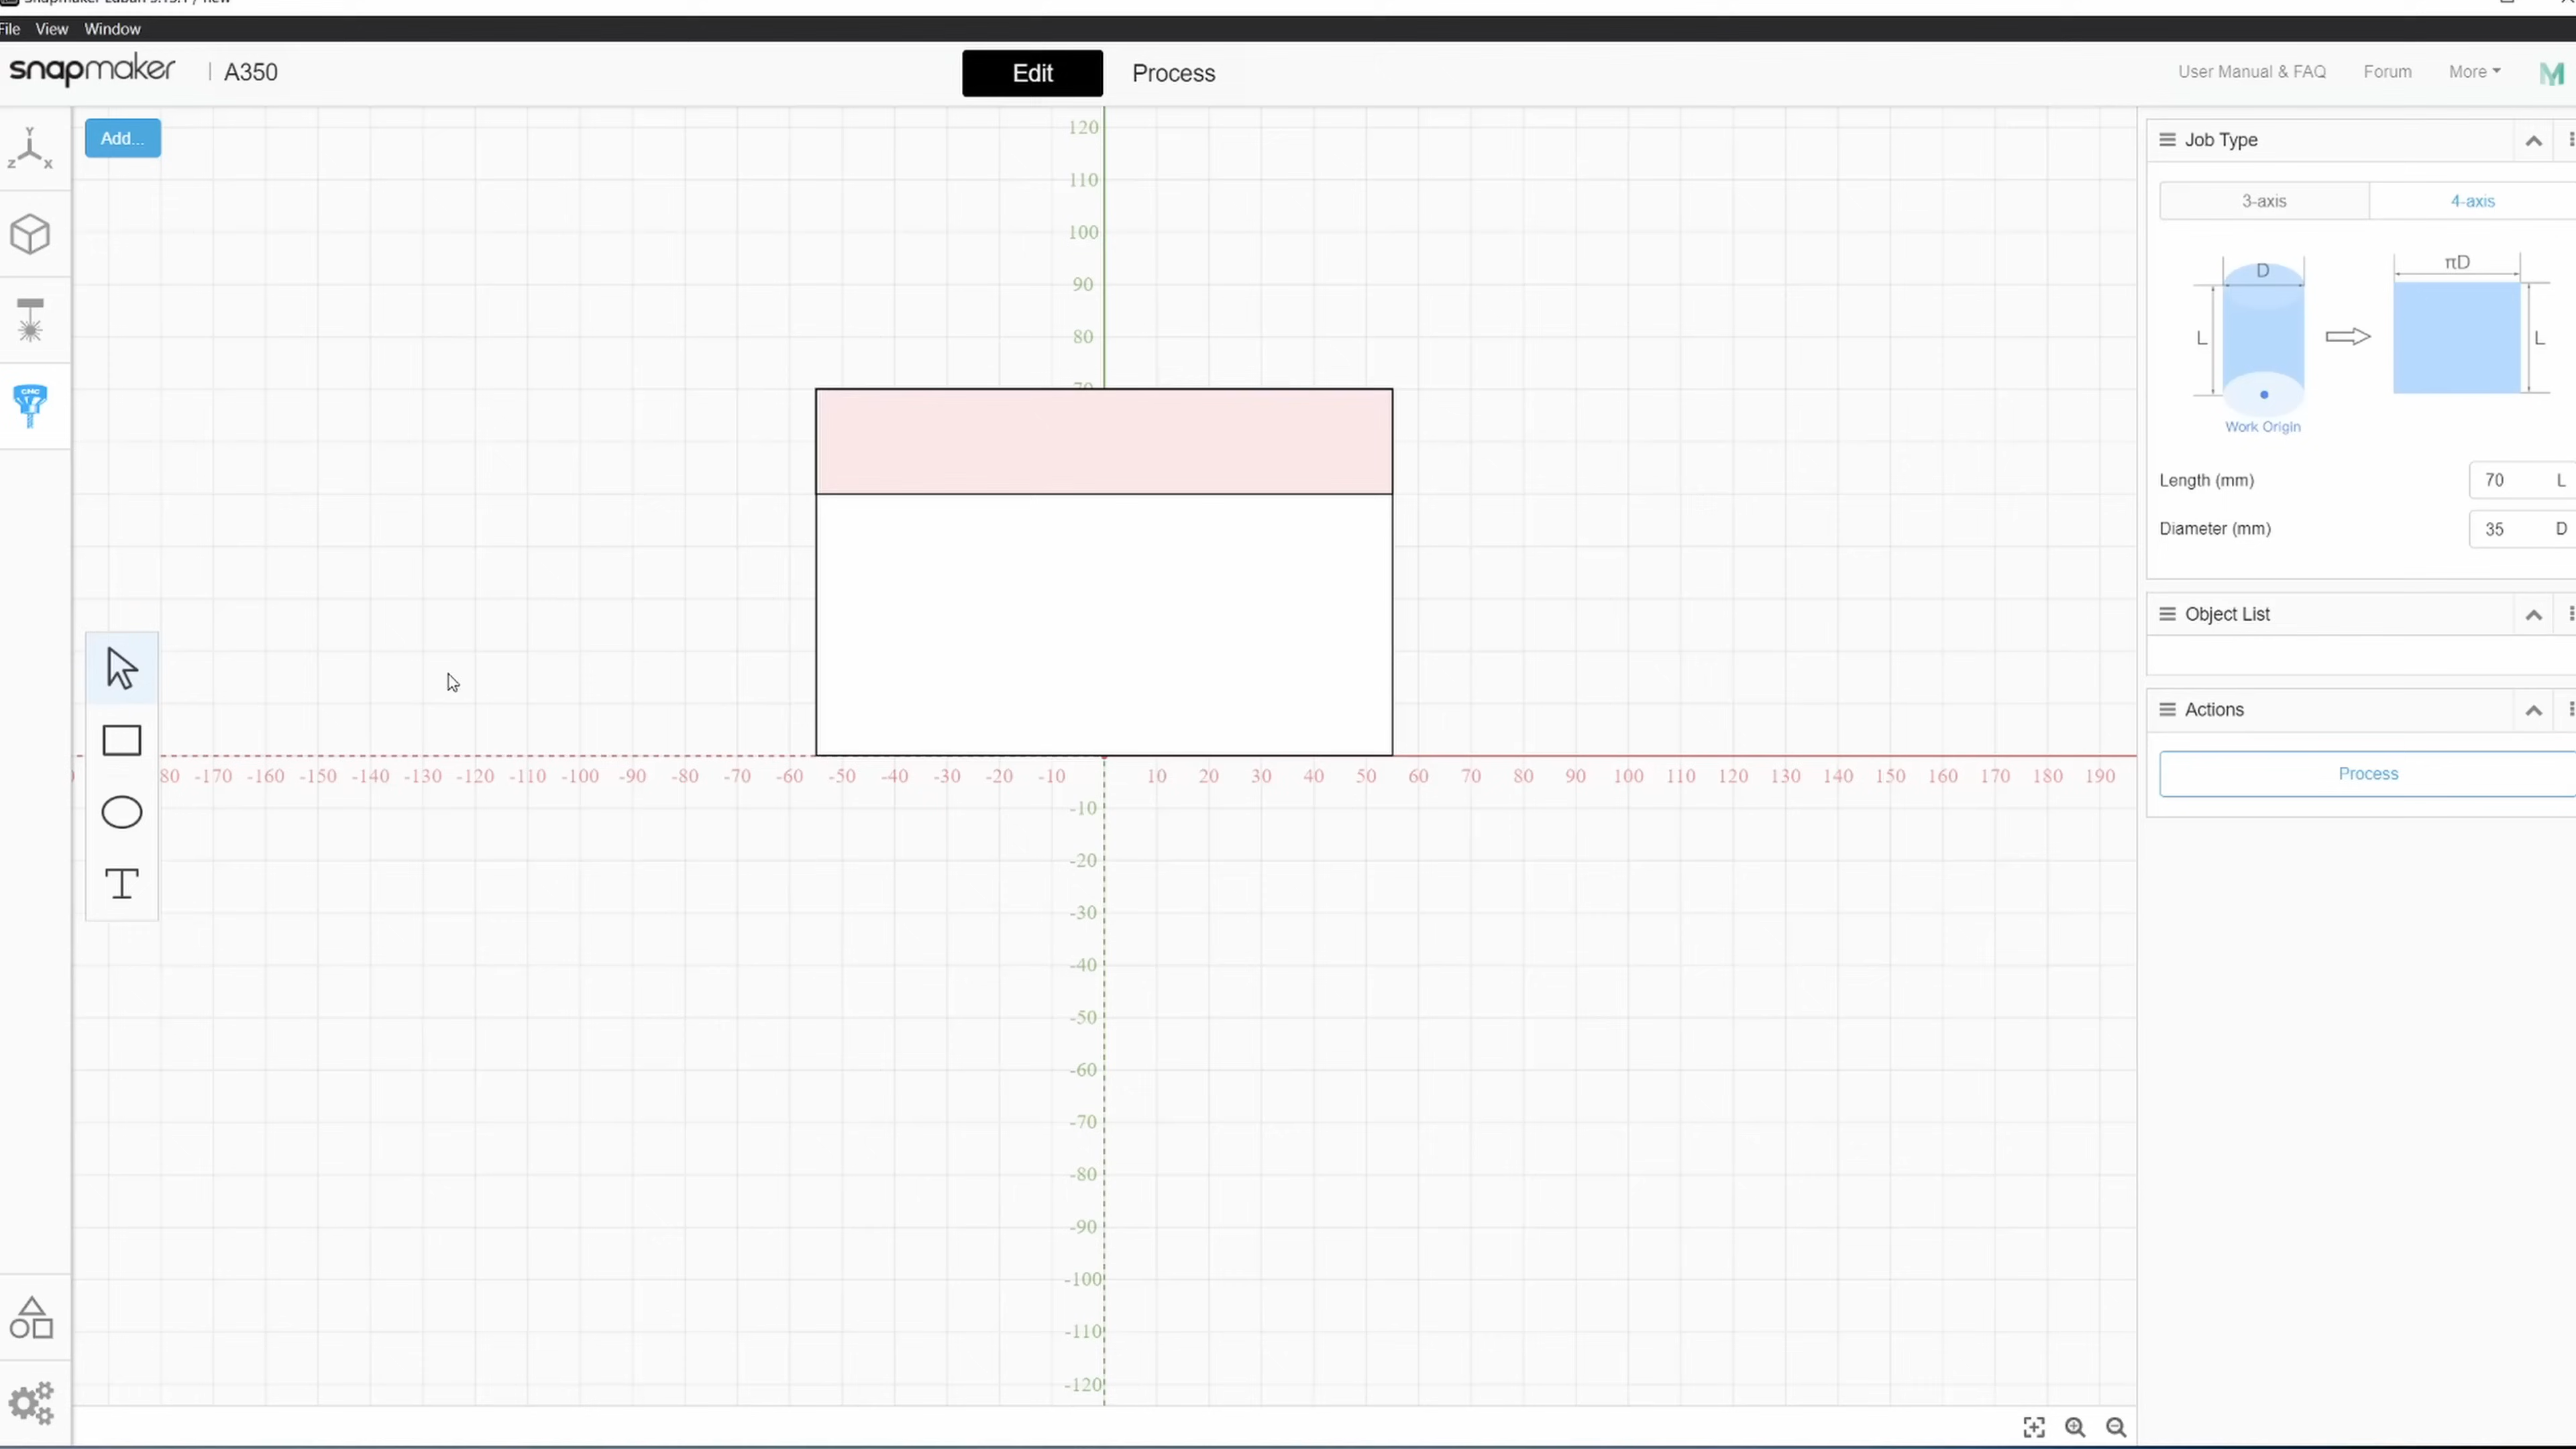 Snapmaker Luban
File View Window
snapmaker | A350
Edit Process
User Manual & FAQ Forum More
Add...
Job Type
3-axis 4-axis
D πD
L L
Work Origin
Length (mm) 70 L
Diameter (mm) 35 D
Object List
Actions
Process
CNC
Y
Z X
T
120
110
100
90
80
70
80 -170 -160 -150 -140 -130 -120 -110 -100 -90 -80 -70 -60 -50 -40 -30 -20 -10 10 20 30 40 50 60 70 80 90 100 110 120 130 140 150 160 170 180 190
-10
-20
-30
-40
-50
-60
-70
-80
-90
-100
-110
-120